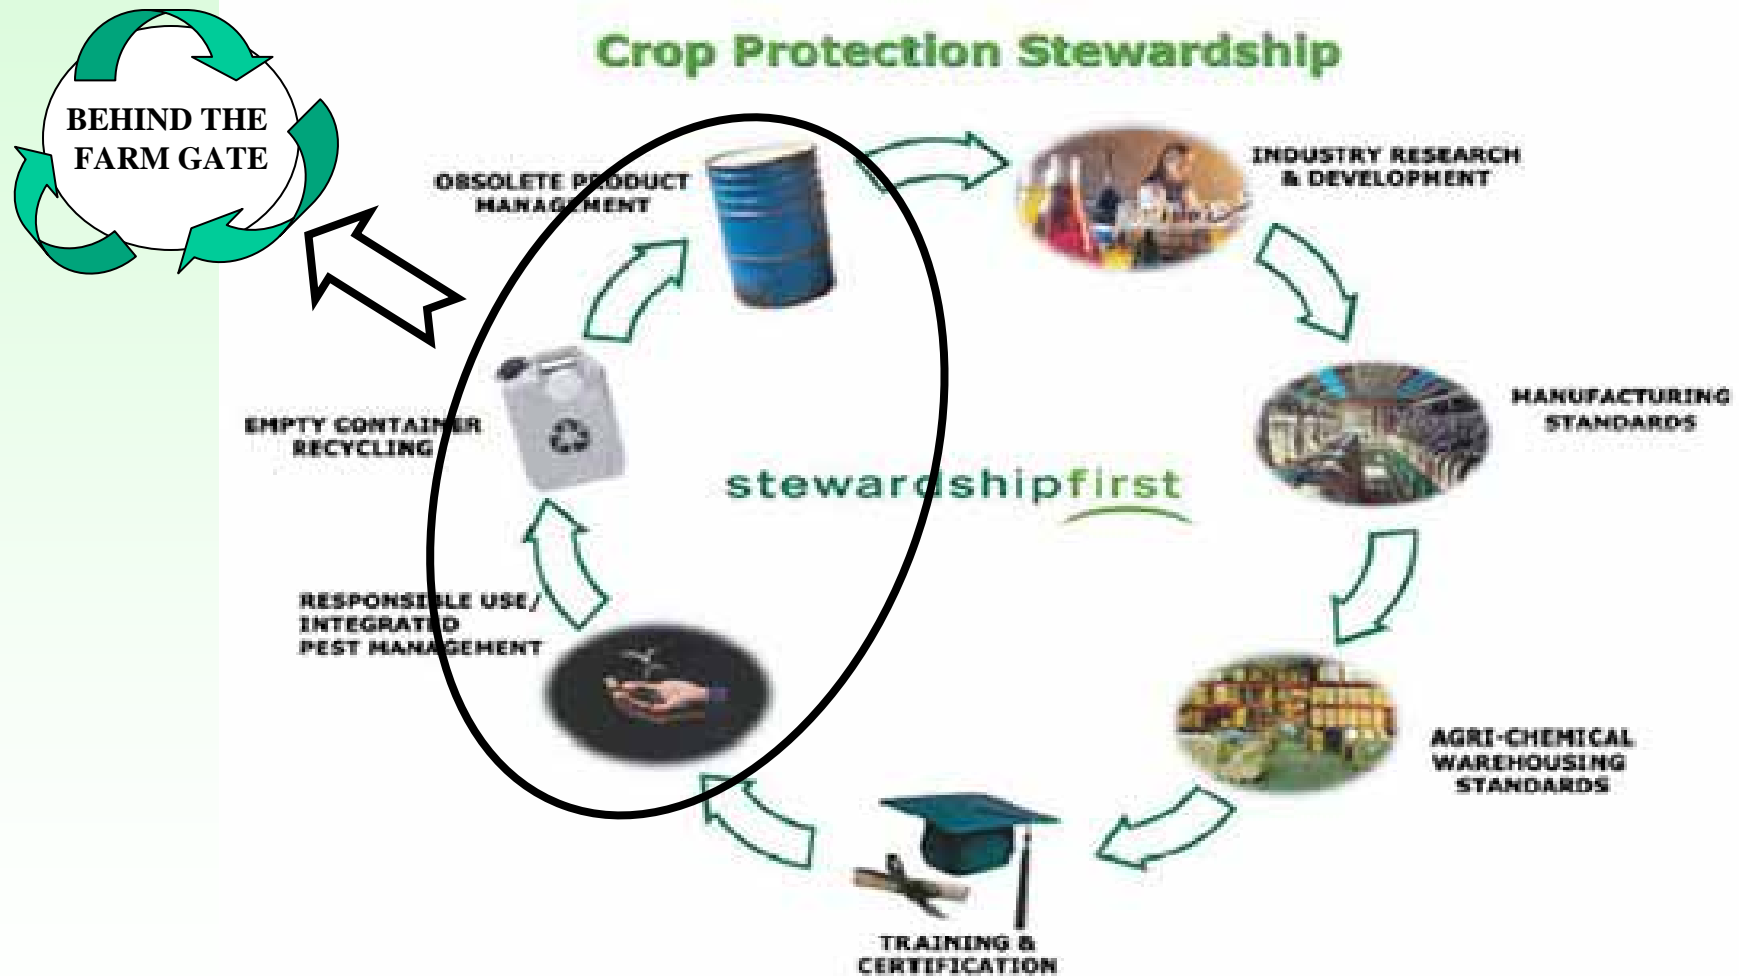 Crop Protection Stewardship
BEHIND THE
FARM GATE
INDUSTRY RESEARCH
& DEVELOPMENT
OBSOLETE PRODUCT
MANAGEMENT
MANUFACTURING
STANDARDS
EMPTY CONTAINER
RECYCLING
stewardshipfirst
RESPONSIBLE USE/
INTEGRATED
PEST MANAGEMENT
AGRI-CHEMICAL
WAREHOUSING
STANDARDS
TRAINING &
CERTIFICATION